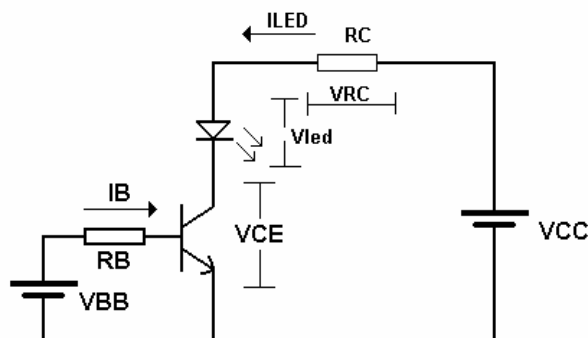 ILED
RC
VRC
Vled
IB
VCE
RB
VCC
VBB